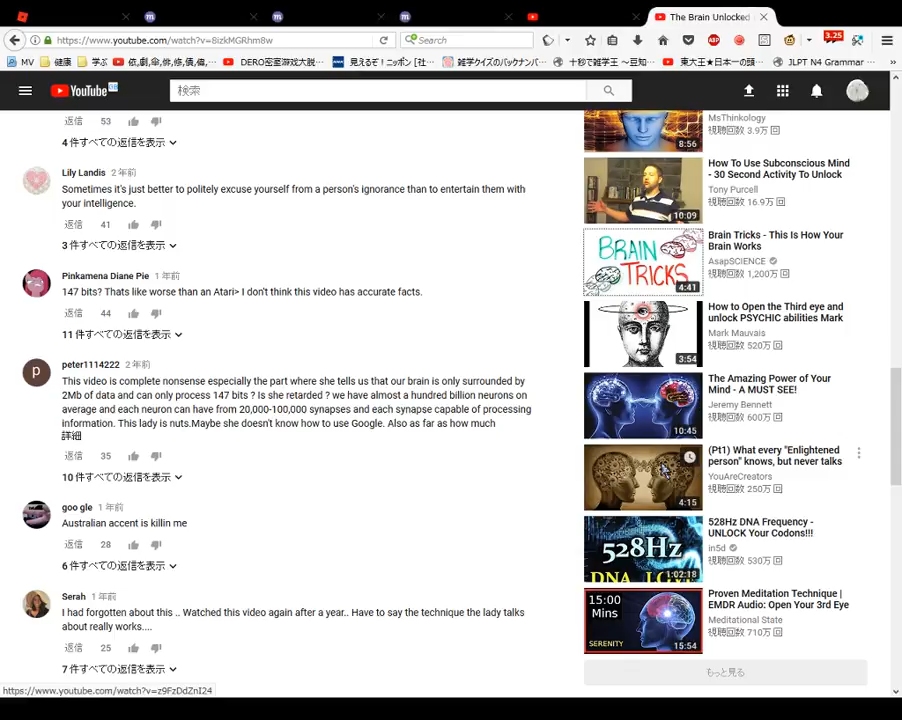 The Brain Unlocked
https://www.youtube.com/watch?v=8izkMGRhm8w
Search
3.25
MV
健康
学ぶ
依,劇,傘,俳,修,債,値,..
DERO密室游戏大脱...
見えるぞ！ニッポン [社...
雑学クイズのバックナンバ...
十秒で雑学王 ～豆知...
東大王★日本一の頭...
JLPT N4 Grammar ...
YouTube
検索
返信 53
4 件すべての返信を表示
Lily Landis 2 年前
Sometimes it's just better to politely excuse yourself from a person's ignorance than to entertain them with
your intelligence.
返信 41
3 件すべての返信を表示
Pinkamena Diane Pie 1 年前
147 bits? Thats like worse than an Atari> I don't think this video has accurate facts.
返信 44
11 件すべての返信を表示
p
peter1114222 2 年前
This video is complete nonsense especially the part where she tells us that our brain is only surrounded by
2Mb of data and can only process 147 bits ? Is she retarded ? we have almost a hundred billion neurons on
average and each neuron can have from 20,000-100,000 synapses and each synapse capable of processing
information. This lady is nuts.Maybe she doesn't know how to use Google. Also as far as how much
詳細
返信 35
10 件すべての返信を表示
goo gle 1 年前
Australian accent is killin me
返信 28
6 件すべての返信を表示
Serah 1 年前
I had forgotten about this .. Watched this video again after a year.. Have to say the technique the lady talks
about really works....
返信 25
7 件すべての返信を表示
https://www.youtube.com/watch?v=z9FzDdZnI24
8:56
MsThinkology
視聴回数 3.9万 回
10:09
How To Use Subconscious Mind
- 30 Second Activity To Unlock
Tony Purcell
視聴回数 16.9万 回
BRAIN
TRICKS
4:41
Brain Tricks - This Is How Your
Brain Works
AsapSCIENCE
視聴回数 1,200万 回
3:54
How to Open the Third eye and
unlock PSYCHIC abilities Mark
Mark Mauvais
視聴回数 520万 回
10:45
The Amazing Power of Your
Mind - A MUST SEE!
Jeremy Bennett
視聴回数 600万 回
4:15
(Pt1) What every "Enlightened
person" knows, but never talks
YouAreCreators
視聴回数 250万 回
528Hz
DNA
1:02:18
528Hz DNA Frequency -
UNLOCK Your Codons!!!
in5d
視聴回数 530万 回
15:00
Mins
SERENITY
15:54
Proven Meditation Technique |
EMDR Audio: Open Your 3rd Eye
Meditational State
視聴回数 710万 回
もっと見る